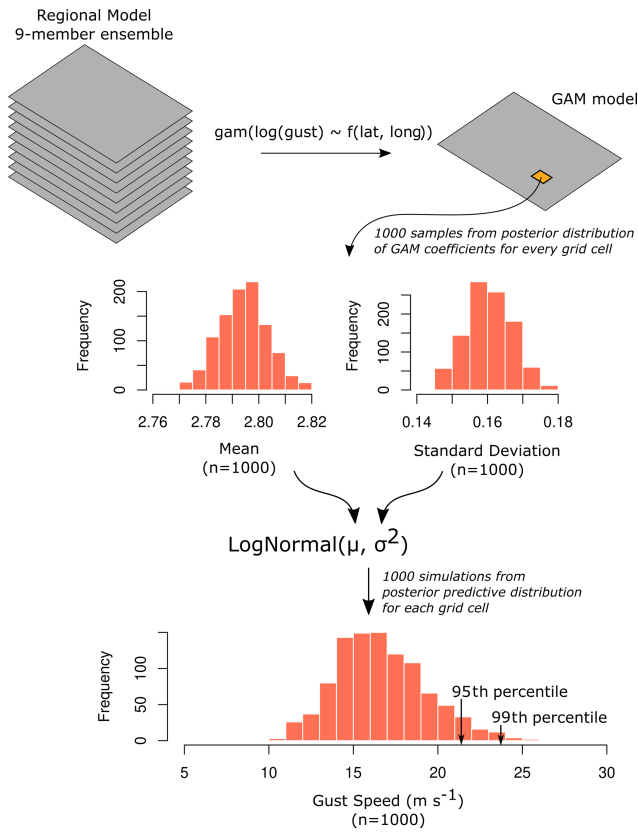 Regional Model
9-member ensemble
GAM model
gam(log(gust) ~ f(lat, long))
1000 samples from posterior distribution
of GAM coefficients for every grid cell
Frequency
0
100
200
2.76
2.78
2.80
2.82
Mean
(n=1000)
Frequency
0
100
200
0.14
0.16
0.18
Standard Deviation
(n=1000)
LogNormal(μ, σ²)
1000 simulations from
posterior predictive distribution
for each grid cell
Frequency
0
50
100
95th percentile
99th percentile
5
10
15
20
25
30
Gust Speed (m s⁻¹)
(n=1000)